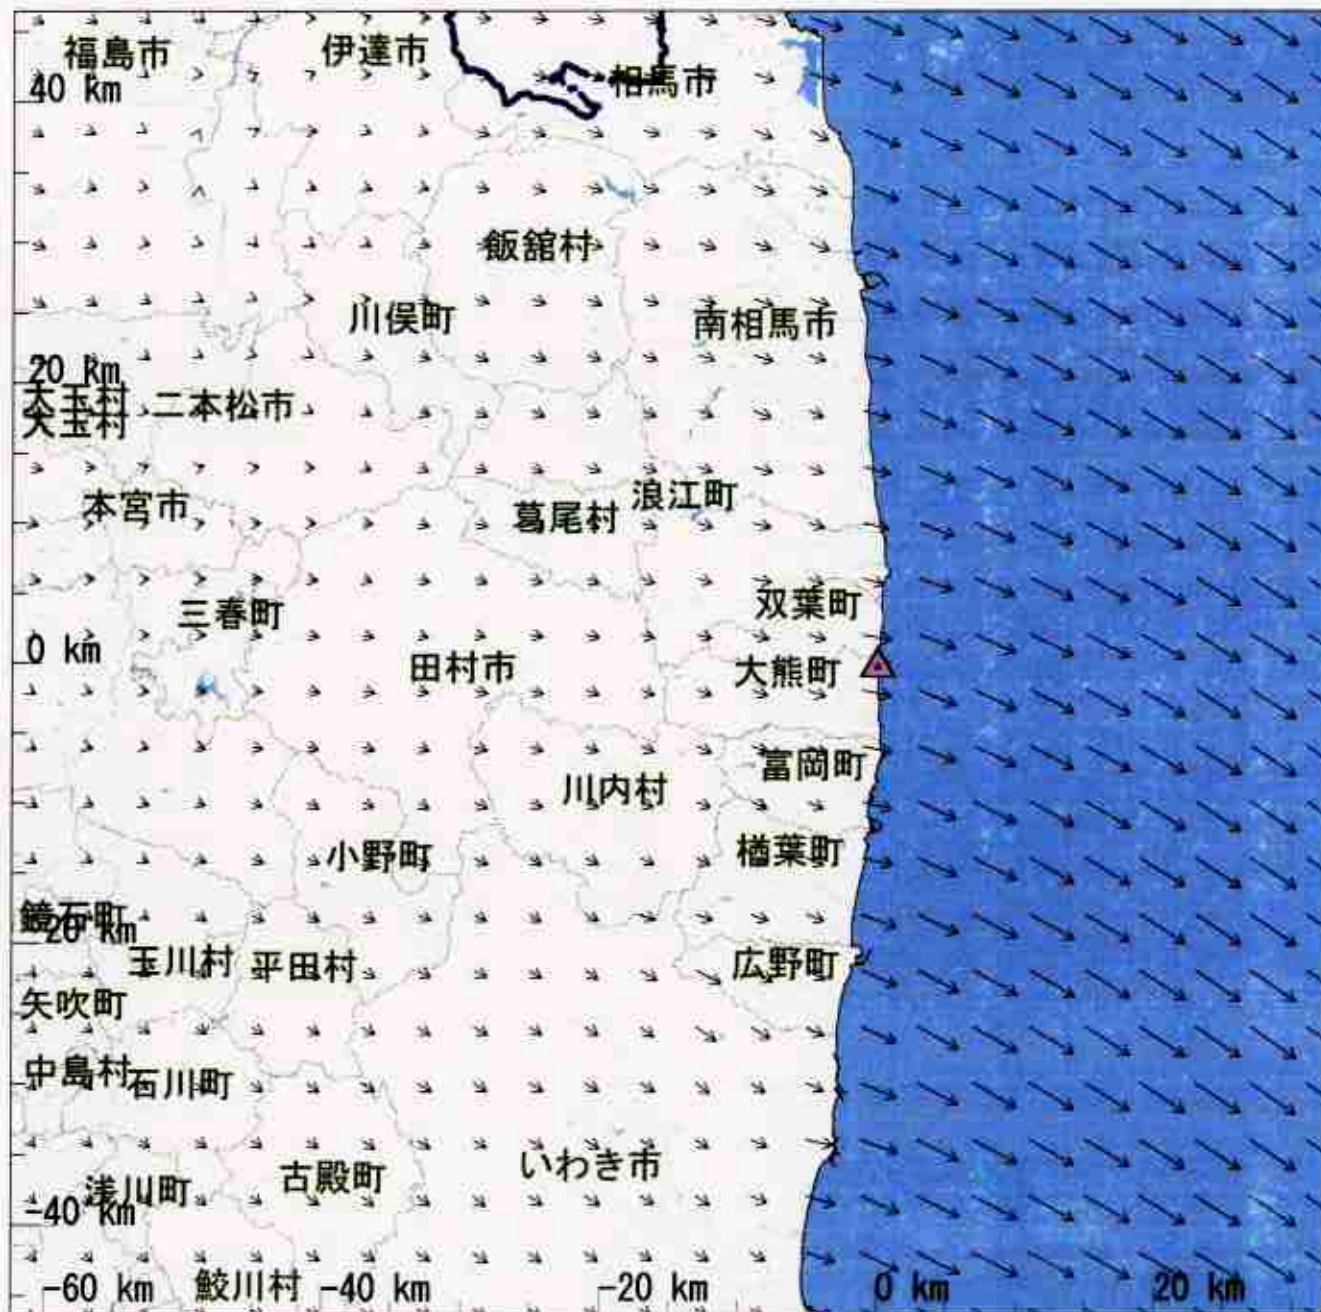 福島市
伊達市
相馬市
40 km
飯舘村
川俣町
南相馬市
20 km
大玉村
二本松市
大玉村
本宮市
葛尾村
浪江町
双葉町
三春町
0 km
田村市
大熊町
富岡町
川内村
小野町
楢葉町
鏡石町
-20 km
玉川村
平田村
広野町
矢吹町
中島村
石川町
いわき市
浅川町
古殿町
-40 km
-60 km
鮫川村
-40 km
-20 km
0 km
20 km